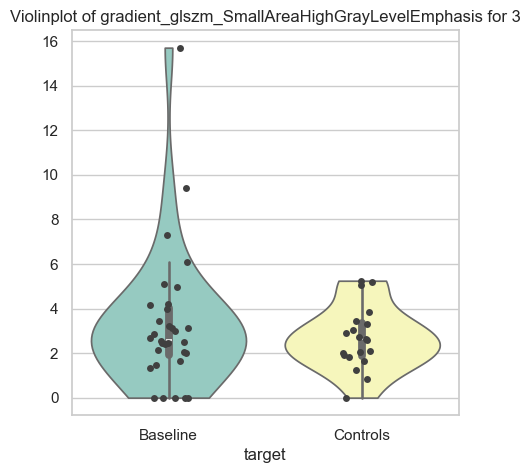 Violinplot of gradient_glszm_SmallAreaHighGrayLevelEmphasis for 3
16
14
12
10
8
6
4
2
0
Baseline
Controls
target